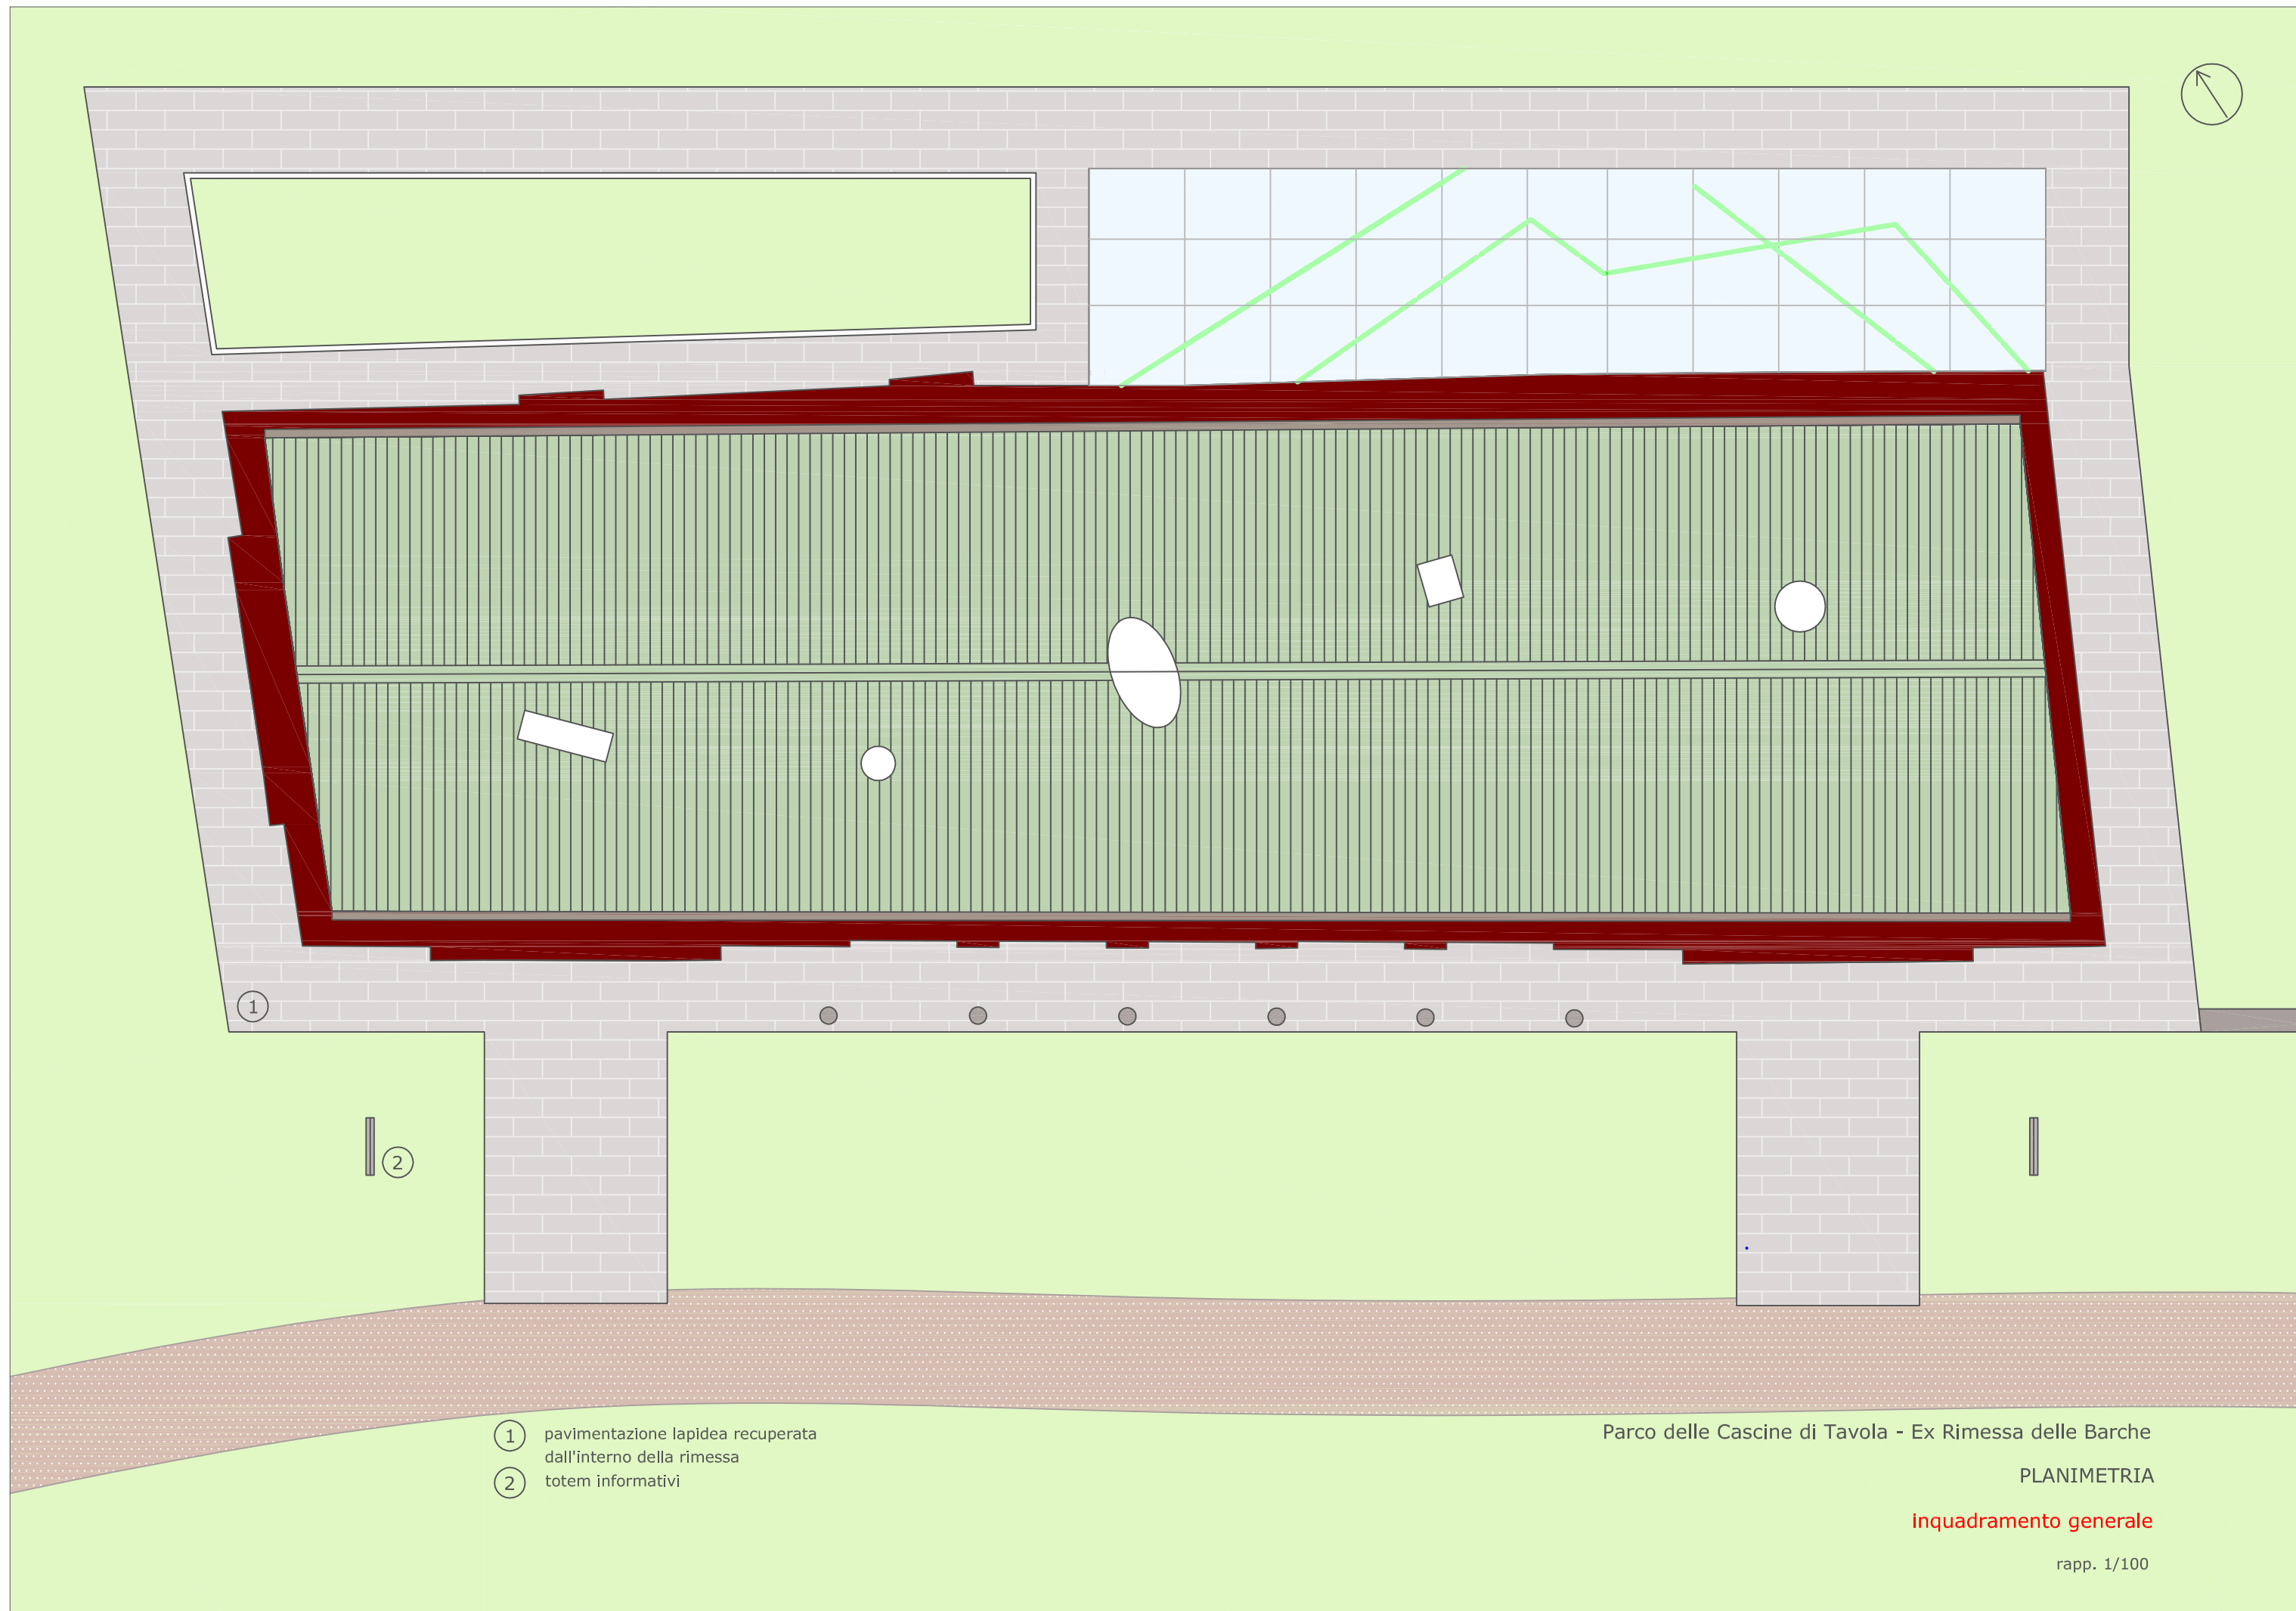 1
2
1 pavimentazione lapidea recuperata
dall'interno della rimessa
2 totem informativi
Parco delle Cascine di Tavola - Ex Rimessa delle Barche
PLANIMETRIA
inquadramento generale
rapp. 1/100